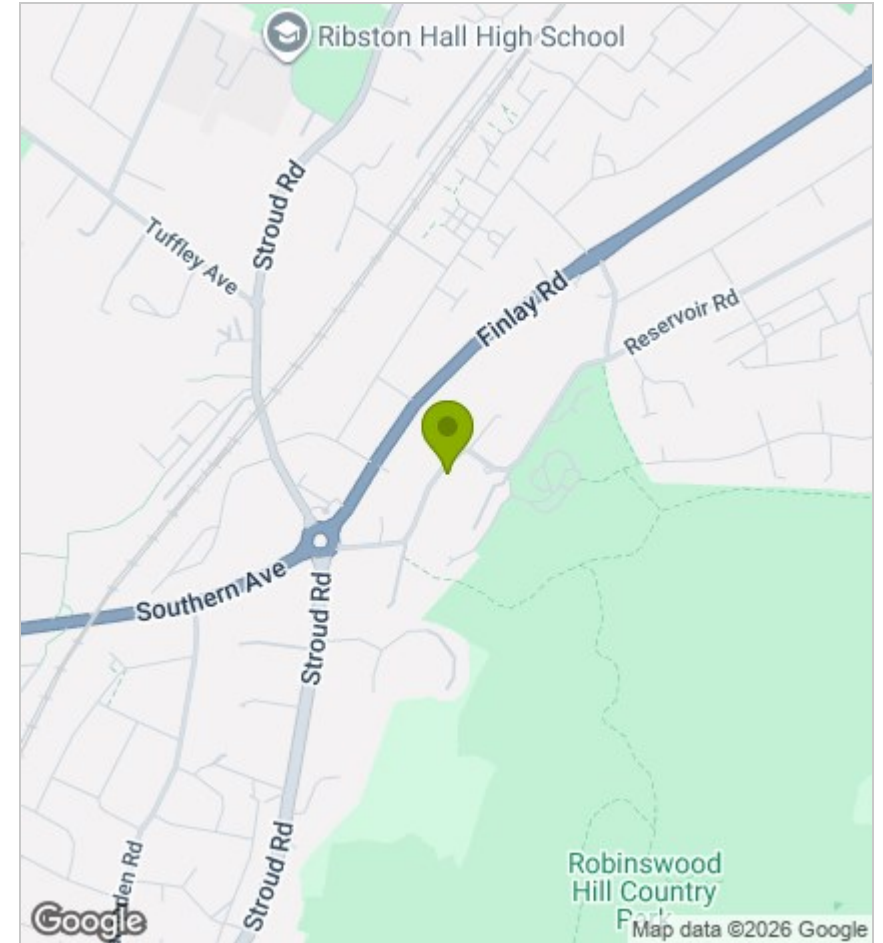 Ribston Hall High School
Stroud Rd
Tuffley Ave
Finlay Rd
Reservoir Rd
Southern Ave
Stroud Rd
Stroud Rd
Rd
Robinswood
Hill Country
Google
Map data ©2026 Google